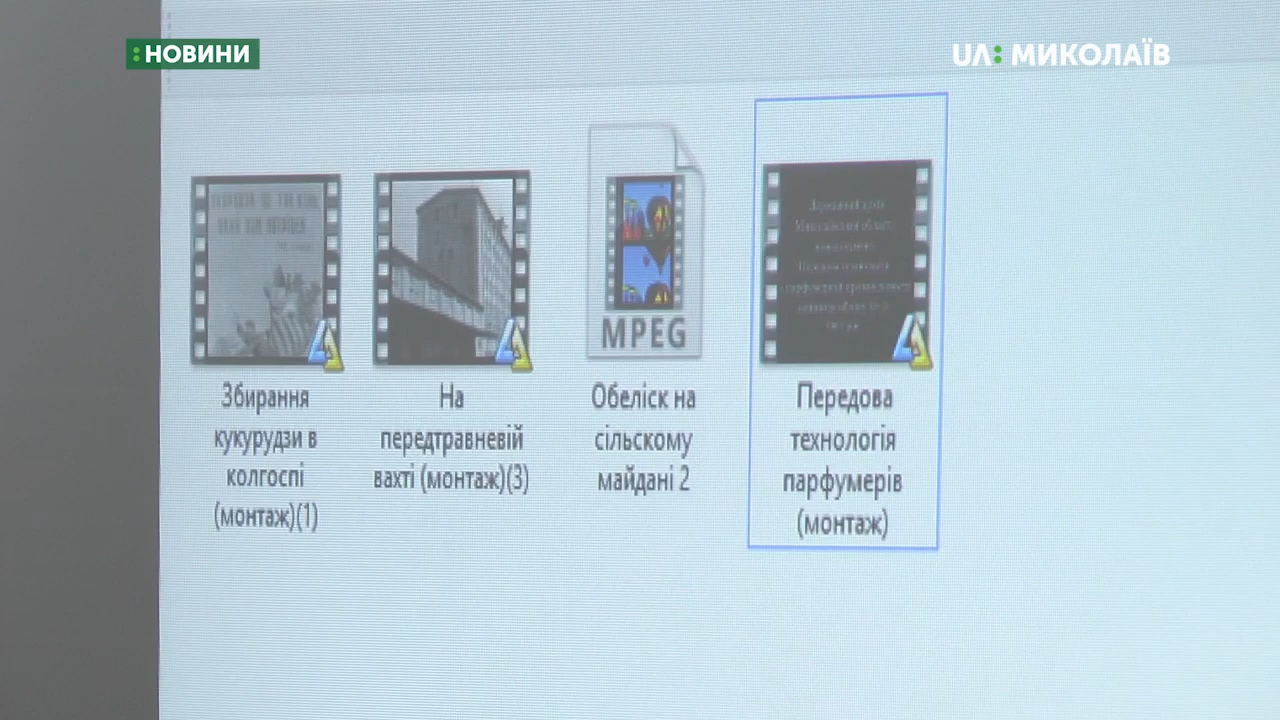 :НОВИНИ
UA: МИКОЛАЇВ
MPEG
Збирання
кукурудзи в
колгоспі
(монтаж)(1)
На
передтравневій
вахті (монтаж)(3)
Обеліск на
сільскому
майдані 2
Передова
технологія
парфумерів
(монтаж)